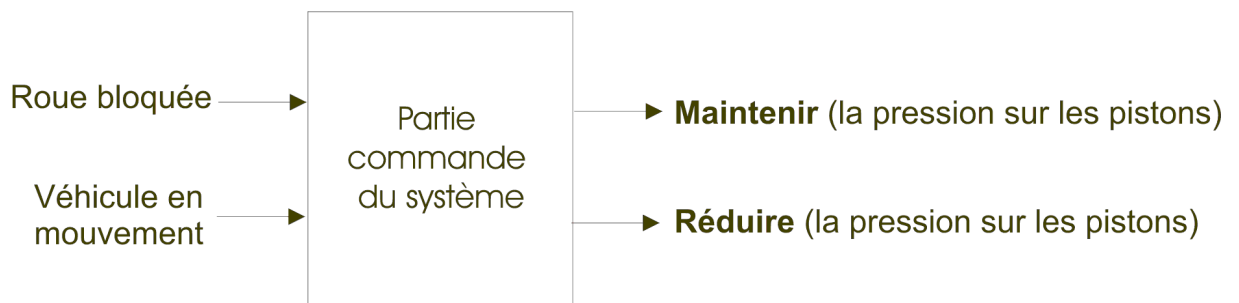 Roue bloquée
Véhicule en
mouvement
Partie
commande
du système
Maintenir (la pression sur les pistons)
Réduire (la pression sur les pistons)